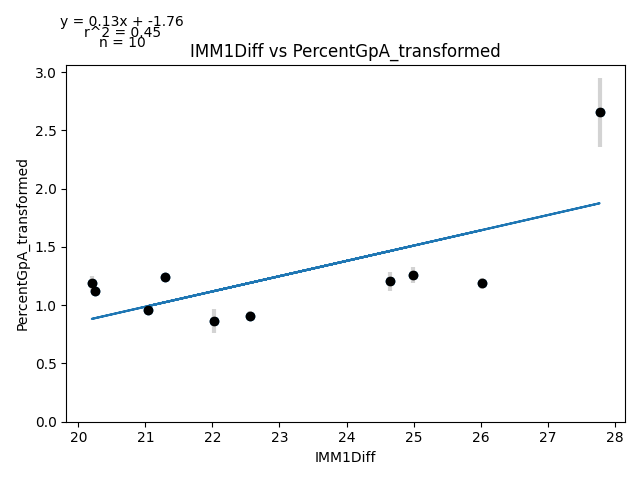 y = 0.13x + -1.76
r^2 = 0.45
n = 10
IMM1Diff vs PercentGpA_transformed
3.0
2.5
2.0
1.5
1.0
0.5
0.0
PercentGpA_transformed
20 21 22 23 24 25 26 27 28
IMM1Diff